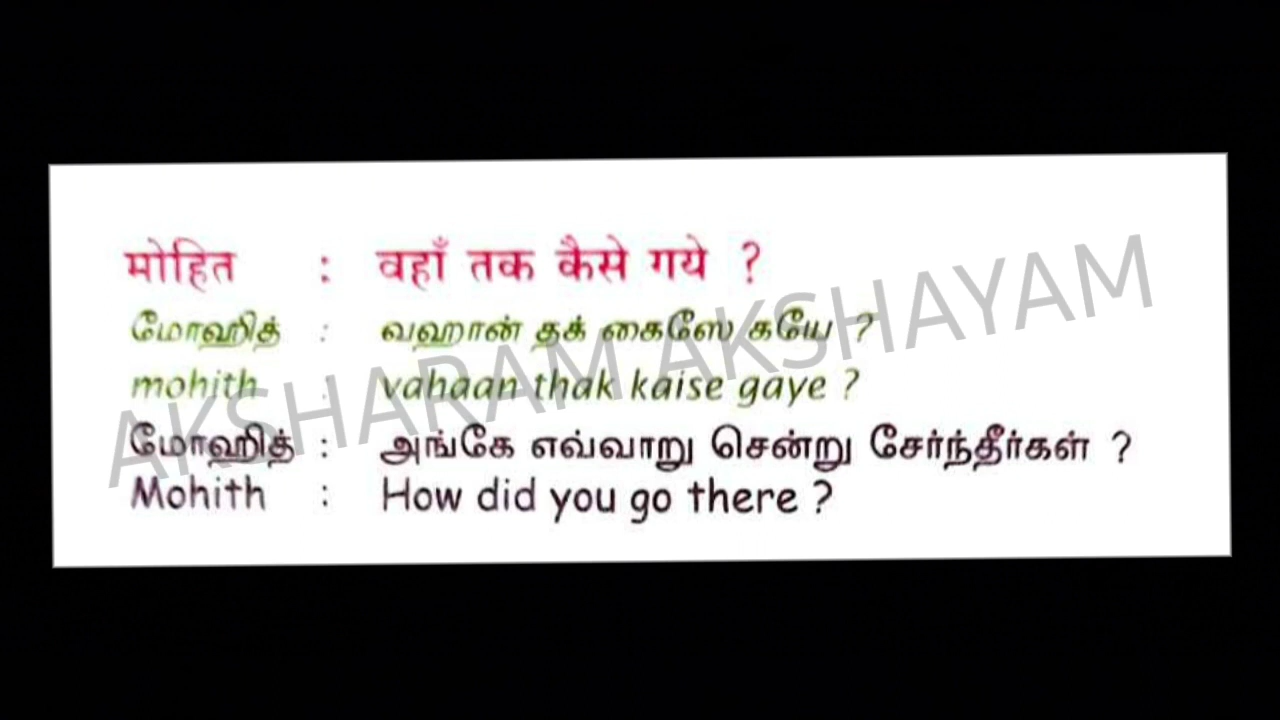 मोहित : वहाँ तक कैसे गये ?
மோஹித் : வஹான் தக் கைஸே கயே ?
mohith : vahaan thak kaise gaye ?
மோஹித் : அங்கே எவ்வாறு சென்று சேர்ந்தீர்கள் ?
Mohith : How did you go there ?
AKSHARAM AKSHAYAM